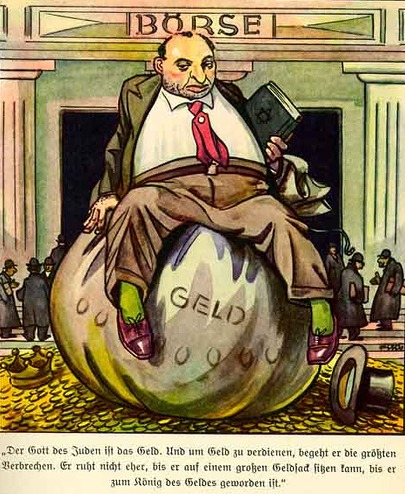 BÖRSE
GELD
„Der Gott des Juden ist das Geld. Und um Geld zu verdienen, begeht er die größten
Verbrechen. Er ruht nicht eher, bis er auf einem großen Geldsack sitzen kann, bis er
zum König des Geldes geworden ist.“